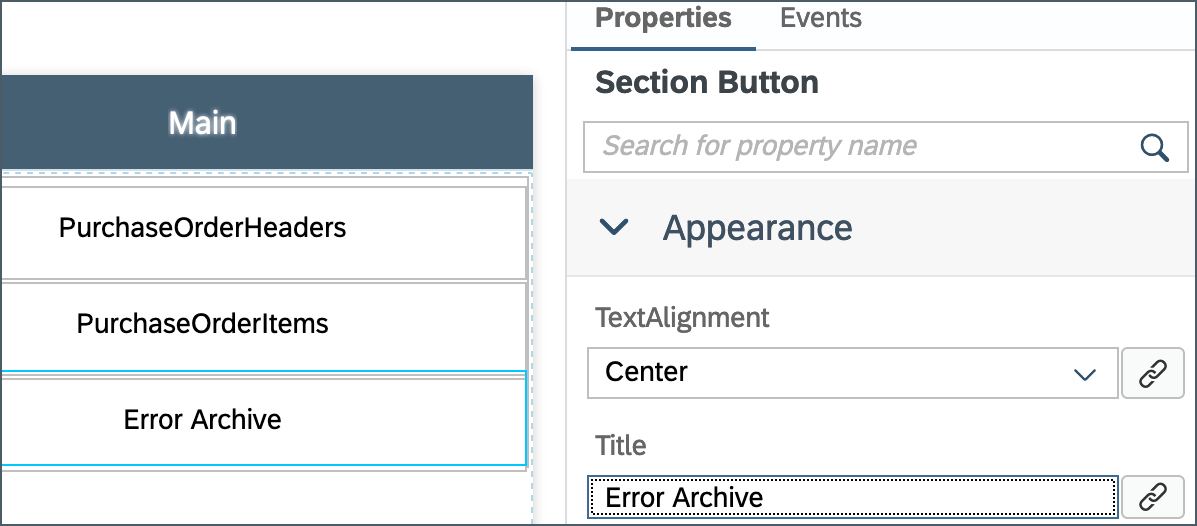 Main
PurchaseOrderHeaders
PurchaseOrderItems
Error Archive
Properties Events
Section Button
Search for property name
Appearance
TextAlignment
Center
Title
Error Archive